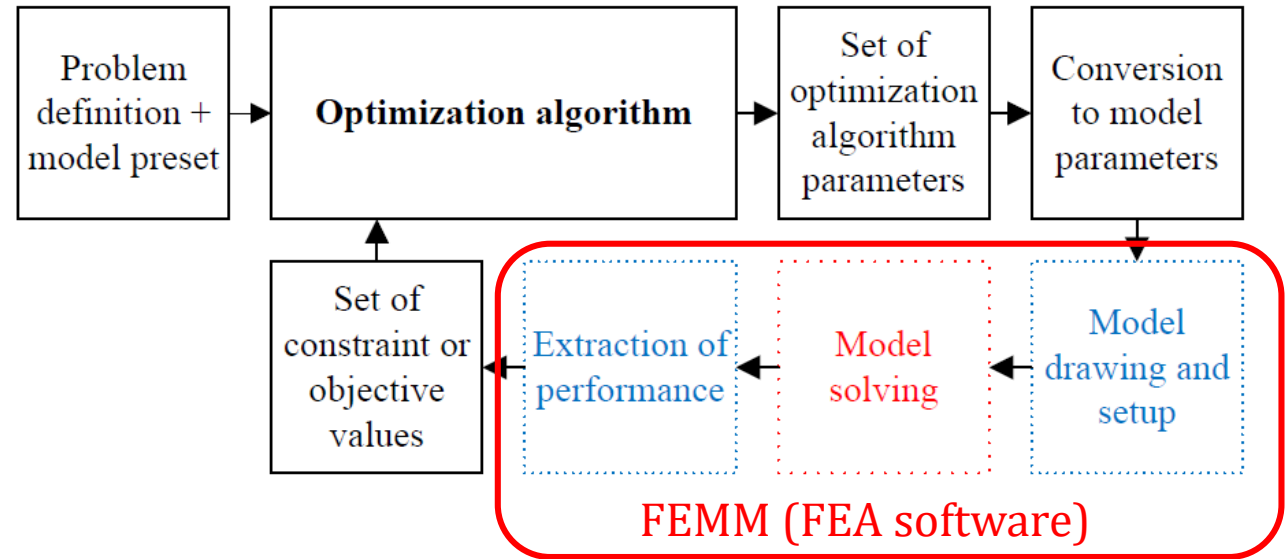 Problem
definition +
model preset
Optimization algorithm
Set of
optimization
algorithm
parameters
Conversion
to model
parameters
Set of
constraint or
objective
values
Extraction of
performance
Model
solving
Model
drawing and
setup
FEMM (FEA software)